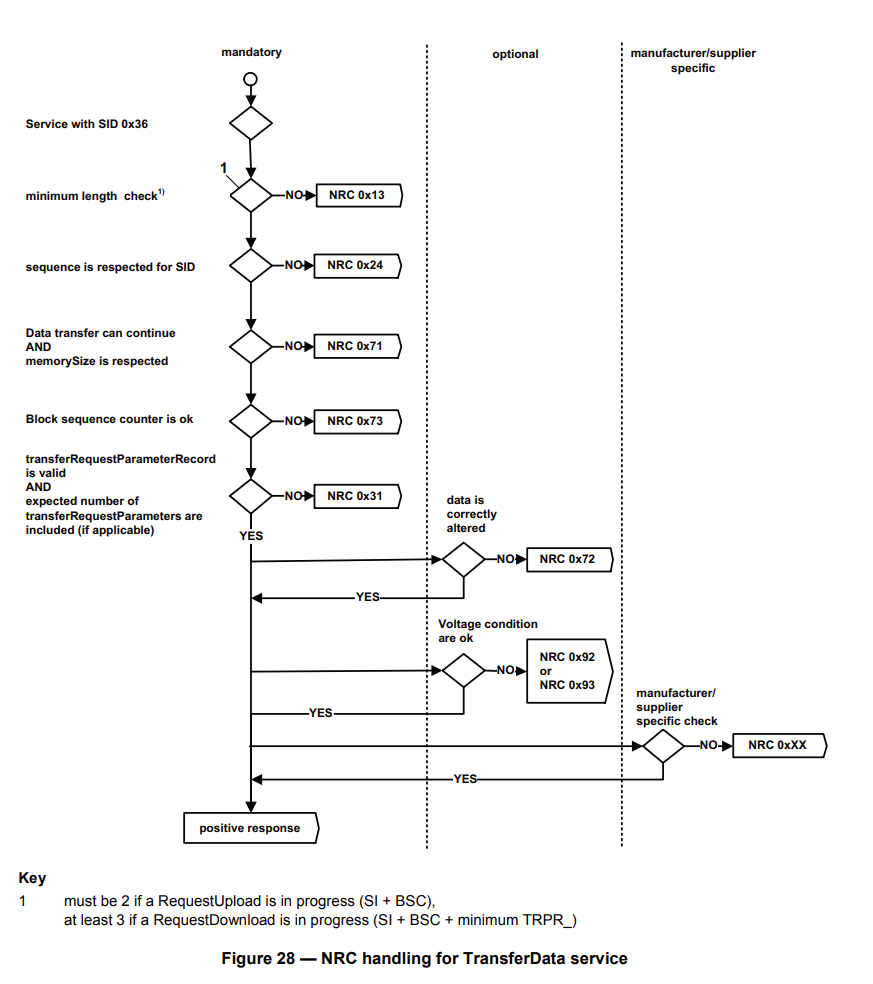 mandatory
optional
manufacturer/supplier
specific
Service with SID 0x36
1
minimum length check1)
NO
NRC 0x13
sequence is respected for SID
NO
NRC 0x24
Data transfer can continue
AND
memorySize is respected
NO
NRC 0x71
Block sequence counter is ok
NO
NRC 0x73
transferRequestParameterRecord
is valid
AND
expected number of
transferRequestParameters are
included (if applicable)
NO
NRC 0x31
YES
data is
correctly
altered
NO
NRC 0x72
YES
Voltage condition
are ok
NO
NRC 0x92
or
NRC 0x93
YES
manufacturer/
supplier
specific check
NO
NRC 0xXX
YES
positive response
Key
1 must be 2 if a RequestUpload is in progress (SI + BSC),
at least 3 if a RequestDownload is in progress (SI + BSC + minimum TRPR_)
Figure 28 — NRC handling for TransferData service